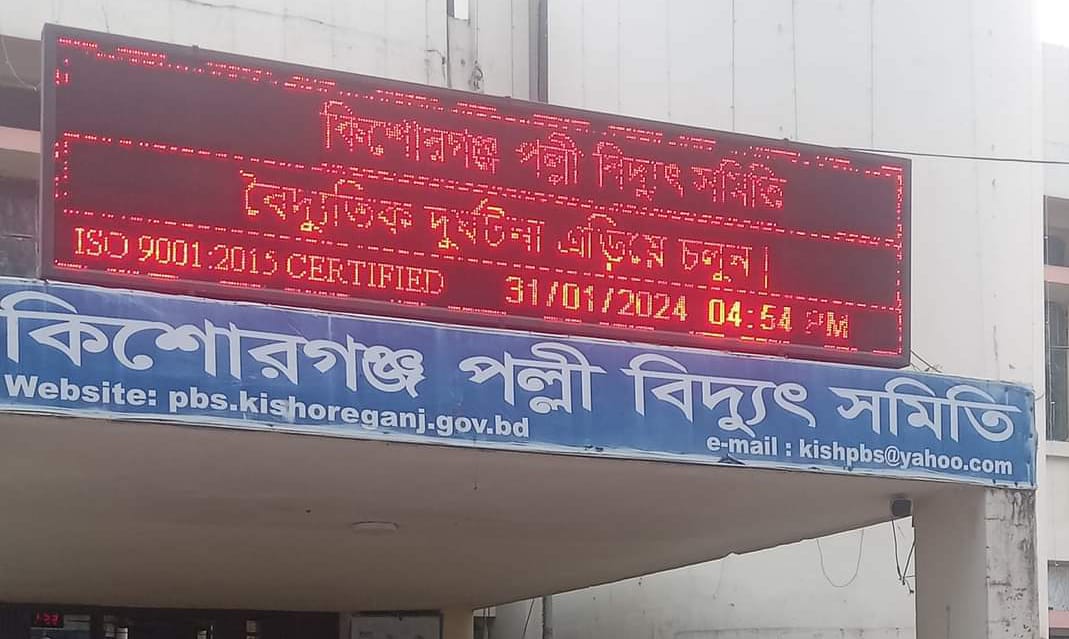 কিশোরগঞ্জ পল্লী বিদ্যুৎ সমিতি
বৈদ্যুতিক দুর্ঘটনা এড়িয়ে চলুন।
ISO 9001:2015 CERTIFIED 31/01/2024 04:54 PM
কিশোরগঞ্জ পল্লী বিদ্যুৎ সমিতি
Website: pbs.kishoreganj.gov.bd
e-mail : kishpbs@yahoo.com